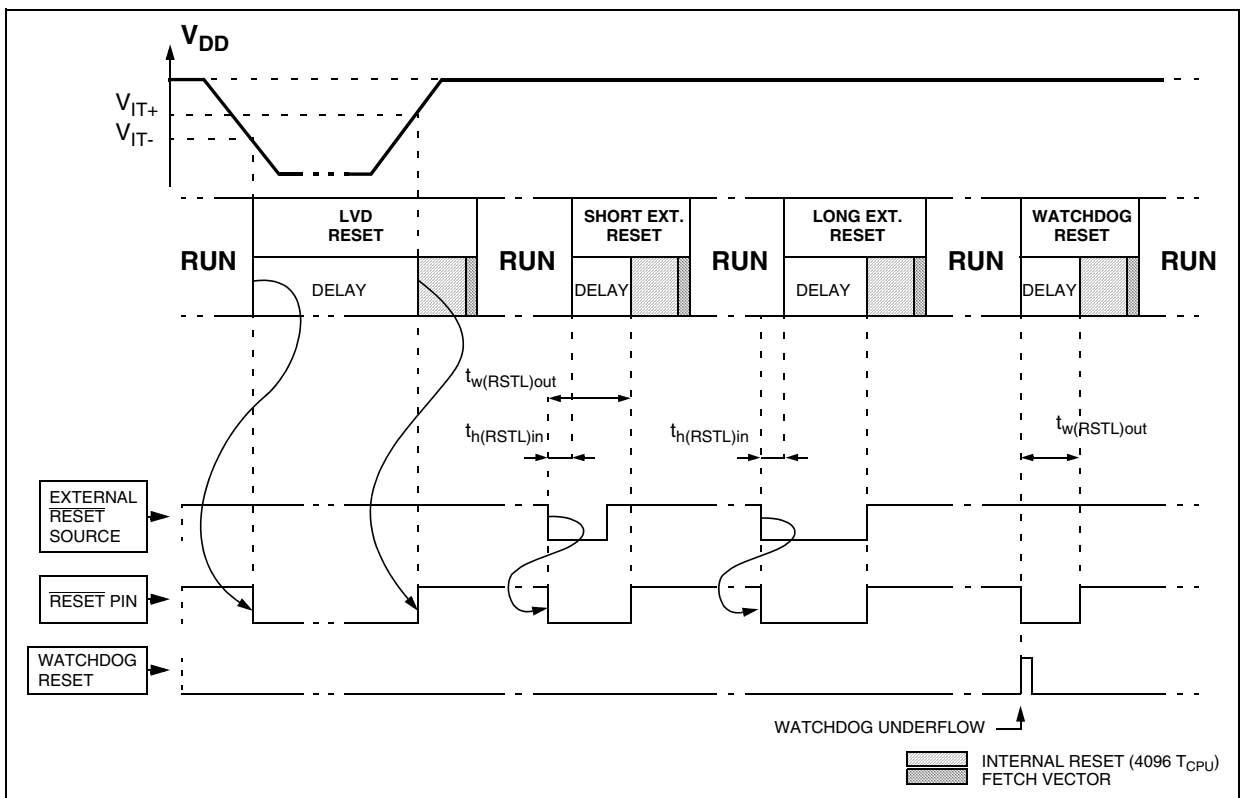 VDD
VIT+
VIT-
LVD
RESET
SHORT EXT.
RESET
LONG EXT.
RESET
WATCHDOG
RESET
RUN
RUN
RUN
RUN
RUN
DELAY
DELAY
DELAY
DELAY
tw(RSTL)out
th(RSTL)in
th(RSTL)in
tw(RSTL)out
EXTERNAL
RESET
SOURCE
RESET PIN
WATCHDOG
RESET
WATCHDOG UNDERFLOW
INTERNAL RESET (4096 TCPU)
FETCH VECTOR